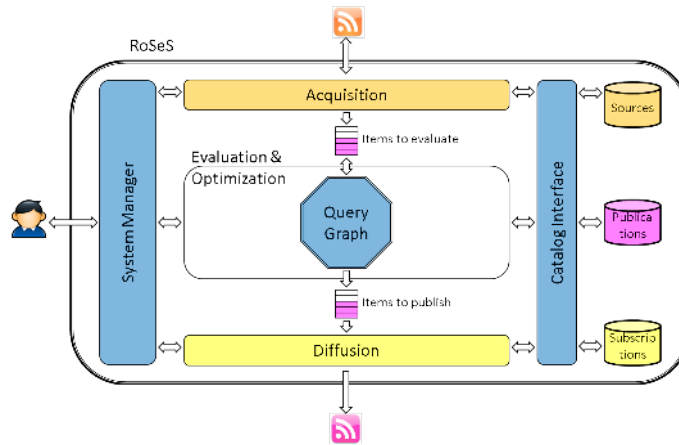 RoSeS
Acquisition
Sources
Items to evaluate
Evaluation &
Optimization
System Manager
Query
Graph
Catalog Interface
Publica
tions
Items to publish
Diffusion
Subscrip
tions